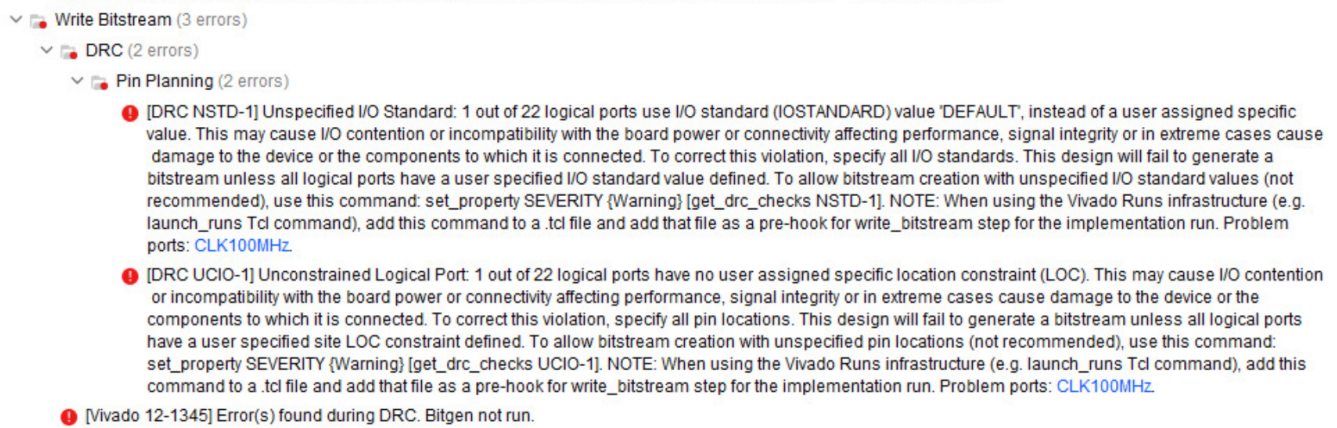 Write Bitstream (3 errors)
DRC (2 errors)
Pin Planning (2 errors)
[DRC NSTD-1] Unspecified I/O Standard: 1 out of 22 logical ports use I/O standard (IOSTANDARD) value 'DEFAULT', instead of a user assigned specific
value. This may cause I/O contention or incompatibility with the board power or connectivity affecting performance, signal integrity or in extreme cases cause
damage to the device or the components to which it is connected. To correct this violation, specify all I/O standards. This design will fail to generate a
bitstream unless all logical ports have a user specified I/O standard value defined. To allow bitstream creation with unspecified I/O standard values (not
recommended), use this command: set_property SEVERITY {Warning} [get_drc_checks NSTD-1]. NOTE: When using the Vivado Runs infrastructure (e.g.
launch_runs Tcl command), add this command to a .tcl file and add that file as a pre-hook for write_bitstream step for the implementation run. Problem
ports: CLK100MHz.
[DRC UCIO-1] Unconstrained Logical Port: 1 out of 22 logical ports have no user assigned specific location constraint (LOC). This may cause I/O contention
or incompatibility with the board power or connectivity affecting performance, signal integrity or in extreme cases cause damage to the device or the
components to which it is connected. To correct this violation, specify all pin locations. This design will fail to generate a bitstream unless all logical ports
have a user specified site LOC constraint defined. To allow bitstream creation with unspecified pin locations (not recommended), use this command:
set_property SEVERITY {Warning} [get_drc_checks UCIO-1]. NOTE: When using the Vivado Runs infrastructure (e.g. launch_runs Tcl command), add this
command to a .tcl file and add that file as a pre-hook for write_bitstream step for the implementation run. Problem ports: CLK100MHz.
[Vivado 12-1345] Error(s) found during DRC. Bitgen not run.